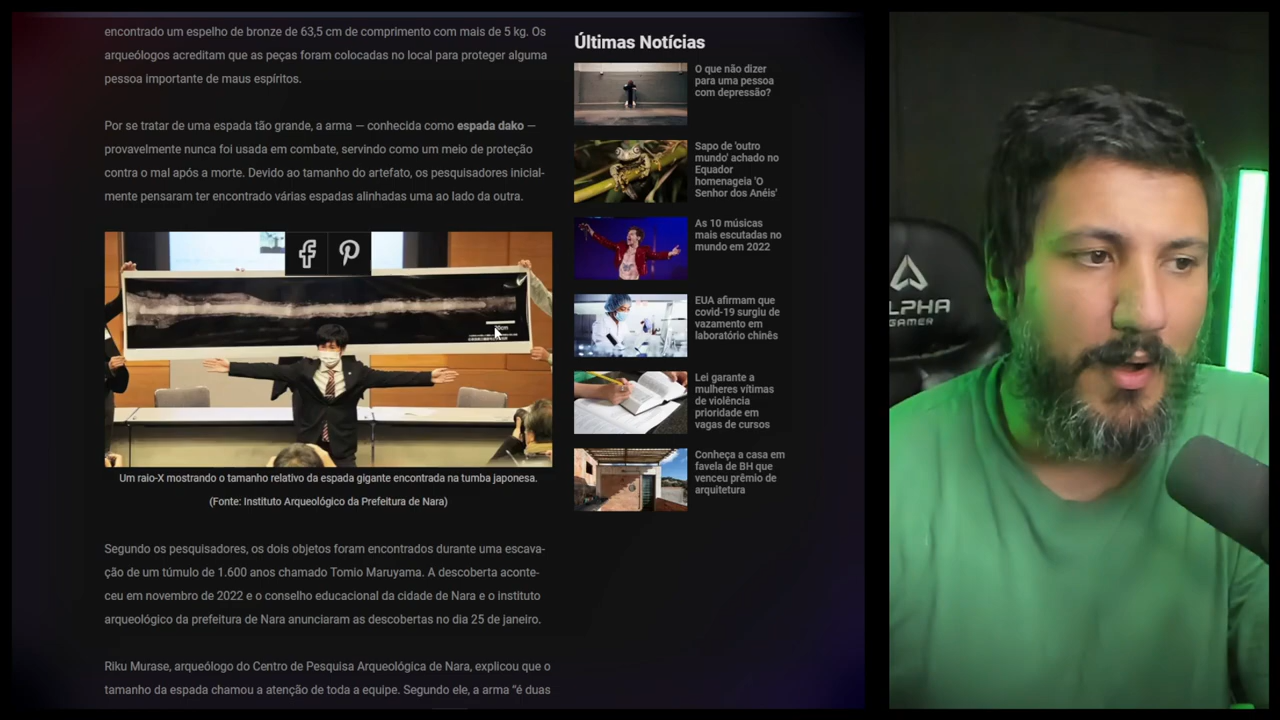 encontrado um espelho de bronze de 63,5 cm de comprimento com mais de 5 kg. Os
arqueólogos acreditam que as peças foram colocadas no local para proteger alguma
pessoa importante de maus espíritos.
Por se tratar de uma espada tão grande, a arma — conhecida como espada dako —
provavelmente nunca foi usada em combate, servindo como um meio de proteção
contra o mal após a morte. Devido ao tamanho do artefato, os pesquisadores inicial-
mente pensaram ter encontrado várias espadas alinhadas uma ao lado da outra.
20cm
Um raio-X mostrando o tamanho relativo da espada gigante encontrada na tumba japonesa.
(Fonte: Instituto Arqueológico da Prefeitura de Nara)
Segundo os pesquisadores, os dois objetos foram encontrados durante uma escava-
ção de um túmulo de 1.600 anos chamado Tomio Maruyama. A descoberta aconte-
ceu em novembro de 2022 e o conselho educacional da cidade de Nara e o instituto
arqueológico da prefeitura de Nara anunciaram as descobertas no dia 25 de janeiro.
Riku Murase, arqueólogo do Centro de Pesquisa Arqueológica de Nara, explicou que o
tamanho da espada chamou a atenção de toda a equipe. Segundo ele, a arma “é duas
Últimas Notícias
O que não dizer
para uma pessoa
com depressão?
Sapo de 'outro
mundo' achado no
Equador
homenageia 'O
Senhor dos Anéis'
As 10 músicas
mais escutadas no
mundo em 2022
EUA afirmam que
covid-19 surgiu de
vazamento em
laboratório chinês
Lei garante a
mulheres vítimas
de violência
prioridade em
vagas de cursos
Conheça a casa em
favela de BH que
venceu prêmio de
arquitetura
LPHA
GAMER